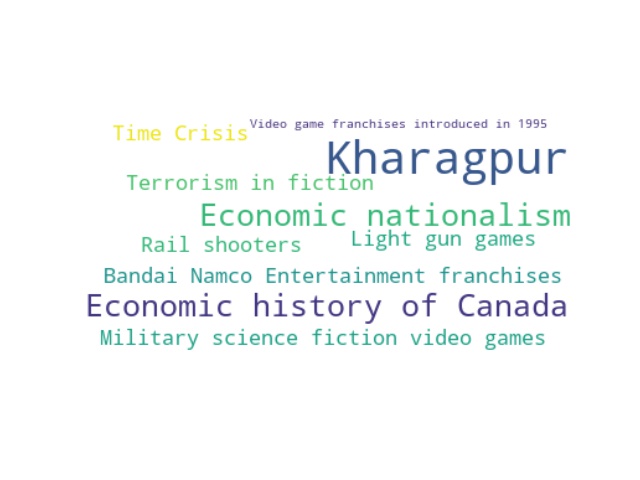 Video game franchises introduced in 1995
Time Crisis
Kharagpur
Terrorism in fiction
Economic nationalism
Light gun games
Rail shooters
Bandai Namco Entertainment franchises
Economic history of Canada
Military science fiction video games